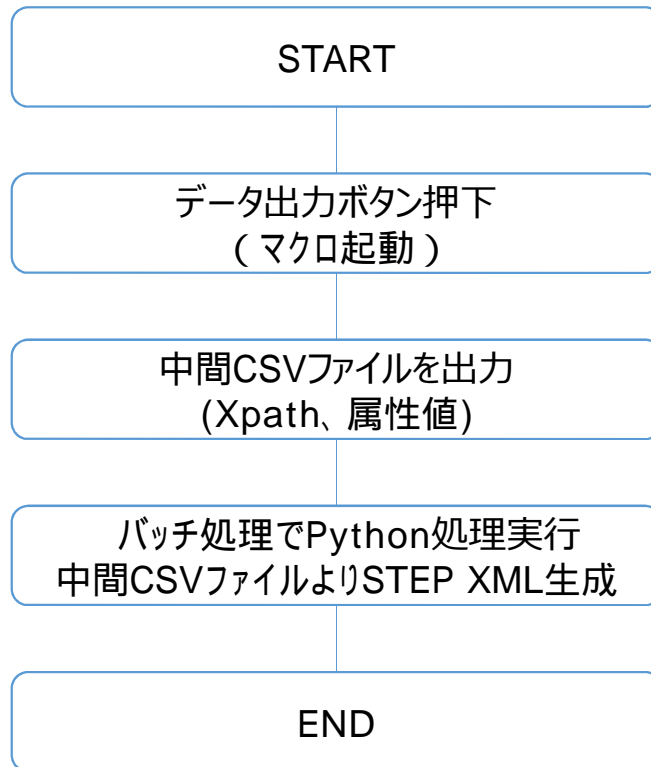 START
データ出力ボタン押下
（マクロ起動）
中間CSVファイルを出力
(Xpath、属性値)
バッチ処理でPython処理実行
中間CSVファイルよりSTEP XML生成
END